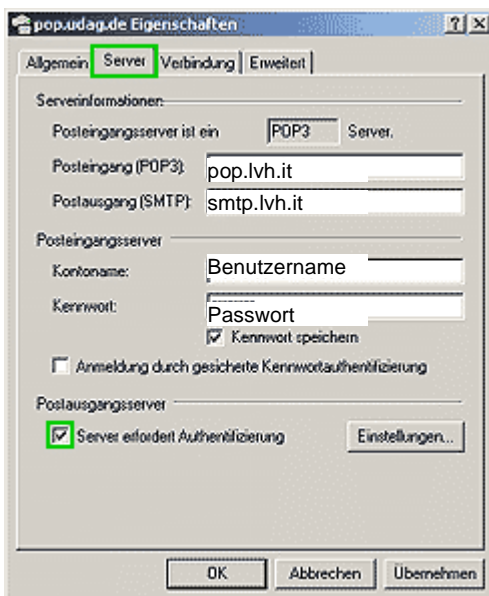 pop.udag.de Eigenschaften
Allgemein Server Verbindung Erweitert
Serverinformationen
Posteingangsserver ist ein POP3 Server.
Posteingang (POP3): pop.lvh.it
Postausgang (SMTP): smtp.lvh.it
Posteingangsserver
Kontoname: Benutzername
Kennwort: Passwort
Kennwort speichern
Anmeldung durch gesicherte Kennwortauthentifizierung
Postausgangsserver
Server erfordert Authentifizierung Einstellungen...
OK Abbrechen Übernehmen